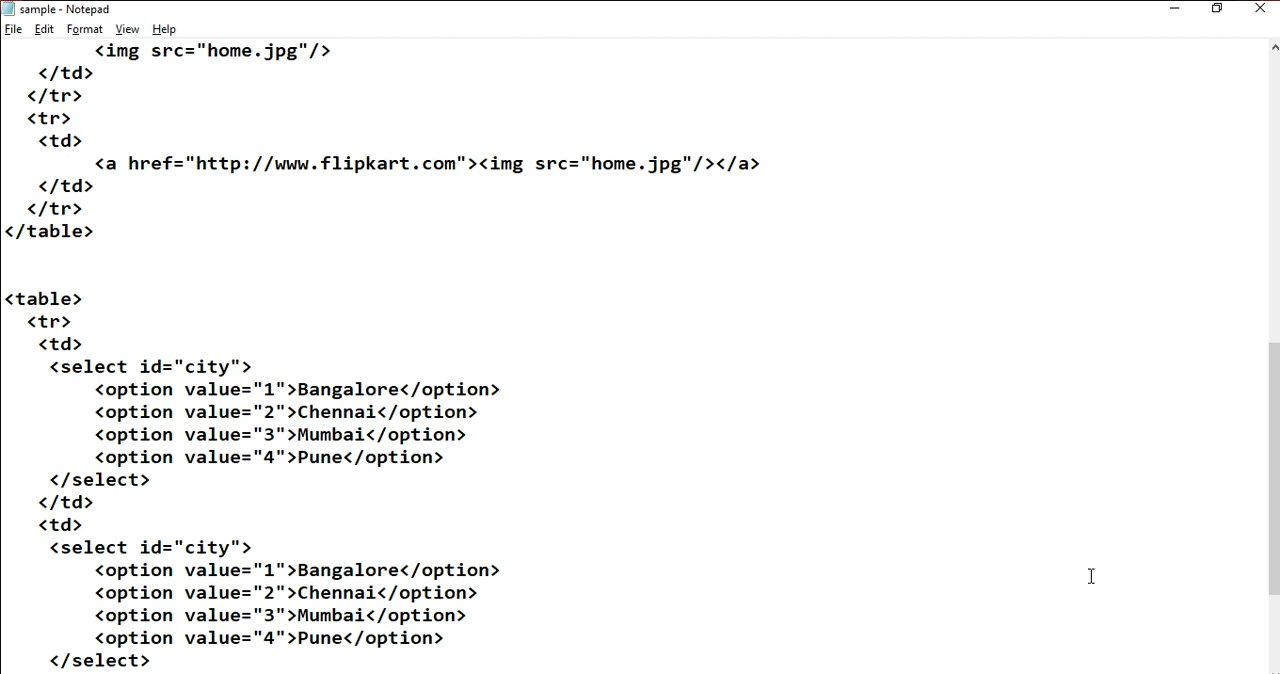 sample - Notepad
File Edit Format View Help
<img src="home.jpg"/>
</td>
</tr>
<tr>
<td>
<a href="http://www.flipkart.com"><img src="home.jpg"/></a>
</td>
</tr>
</table>
<table>
<tr>
<td>
<select id="city">
<option value="1">Bangalore</option>
<option value="2">Chennai</option>
<option value="3">Mumbai</option>
<option value="4">Pune</option>
</select>
</td>
<td>
<select id="city">
<option value="1">Bangalore</option>
<option value="2">Chennai</option>
<option value="3">Mumbai</option>
<option value="4">Pune</option>
</select>